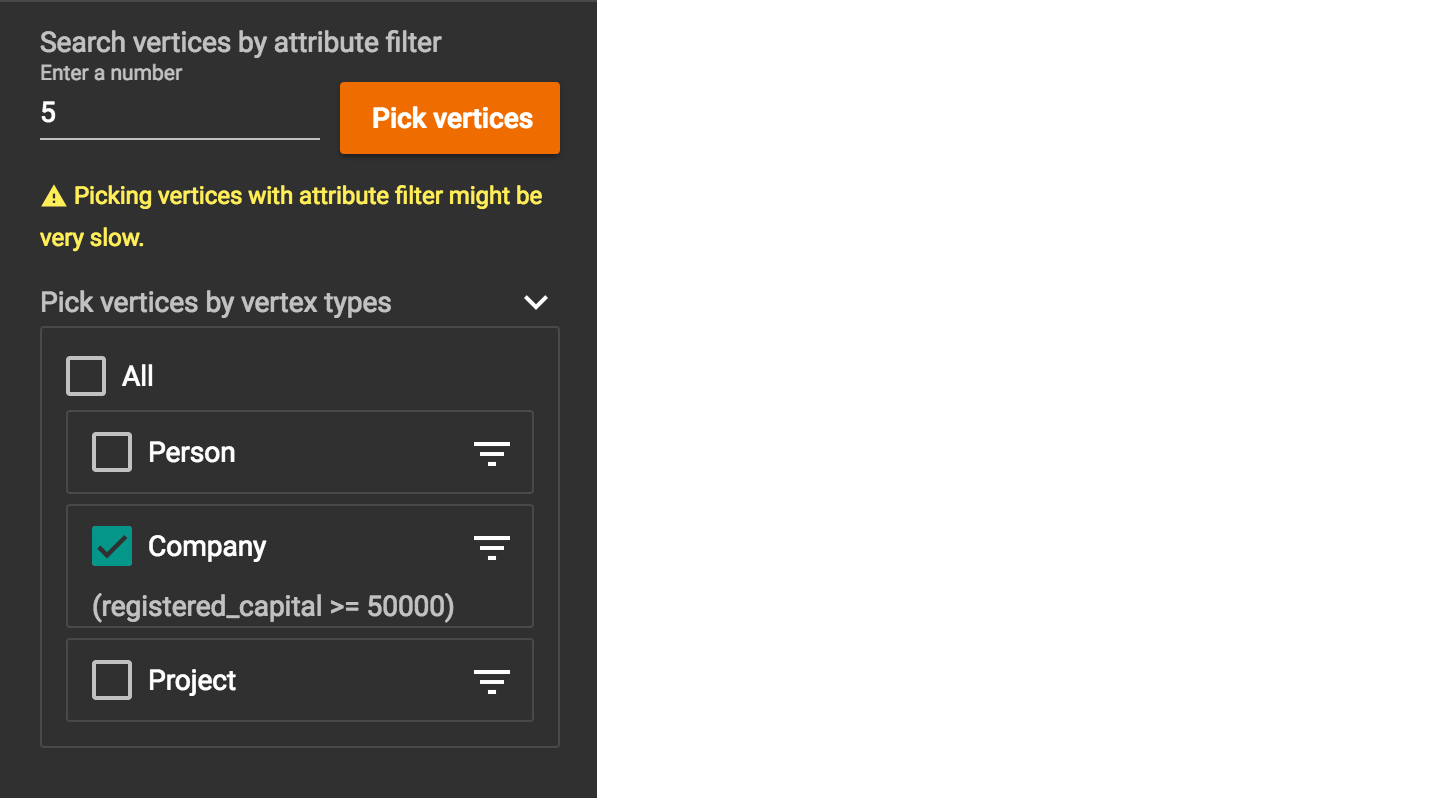 Search vertices by attribute filter
Enter a number
5
Pick vertices
Picking vertices with attribute filter might be
very slow.
Pick vertices by vertex types
All
Person
Company
(registered_capital >= 50000)
Project